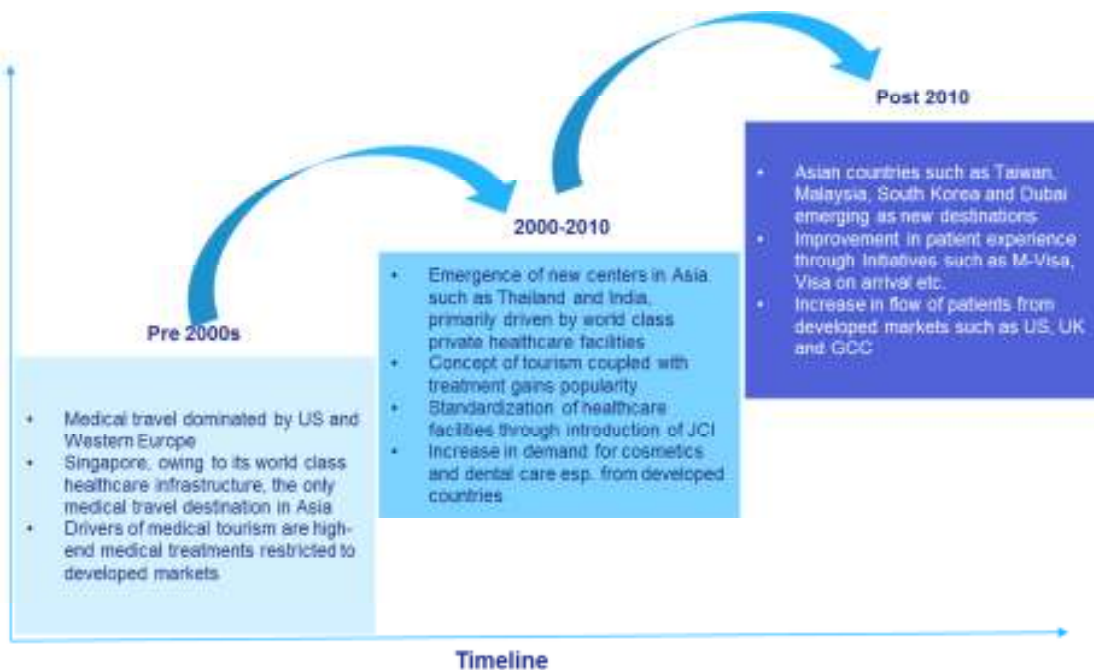 Post 2010
• Asian countries such as Taiwan,
Malaysia, South Korea and Dubai
emerging as new destinations
• Improvement in patient experience
through Initiatives such as M-Visa,
Visa on arrival etc.
• Increase in flow of patients from
developed markets such as US, UK
and GCC
2000-2010
• Emergence of new centers in Asia
such as Thailand and India,
primarily driven by world class
private healthcare facilities
• Concept of tourism coupled with
treatment gains popularity
• Standardization of healthcare
facilities through introduction of JCI
• Increase in demand for cosmetics
and dental care esp. from developed
countries
Pre 2000s
• Medical travel dominated by US and
Western Europe
• Singapore, owing to its world class
healthcare infrastructure, the only
medical travel destination in Asia
• Drivers of medical tourism are high-
end medical treatments restricted to
developed markets
Timeline